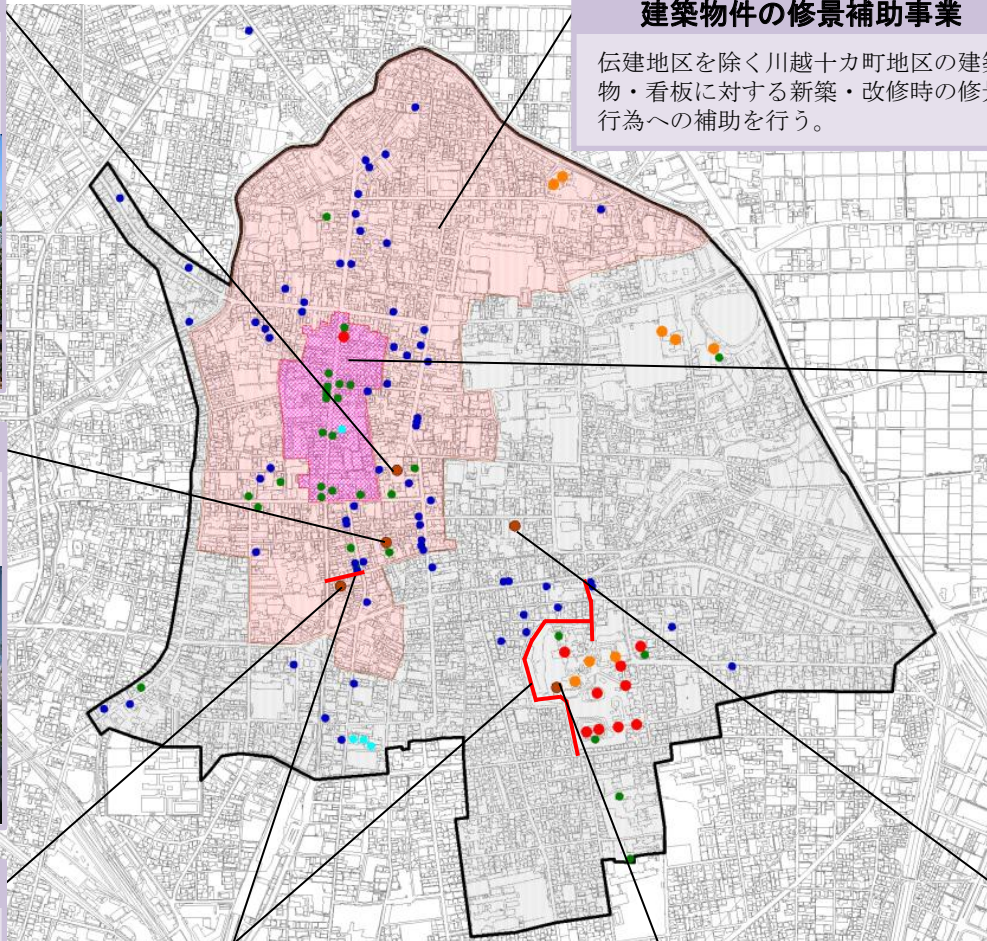 建築物件の修景補助事業
伝建地区を除く川越十カ町地区の建築
物・看板に対する新築・改修時の修景
行為への補助を行う。